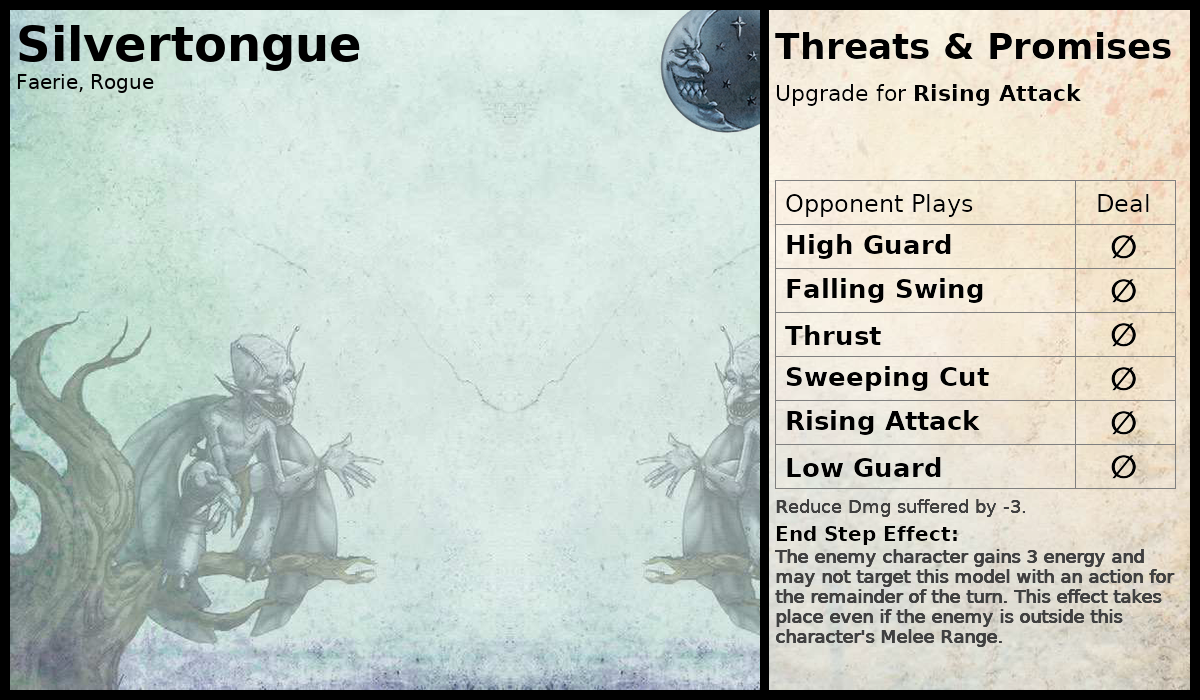 Silvertongue
Faerie, Rogue
Threats & Promises
Upgrade for Rising Attack
Opponent Plays Deal
High Guard ∅
Falling Swing ∅
Thrust ∅
Sweeping Cut ∅
Rising Attack ∅
Low Guard ∅
Reduce Dmg suffered by -3.
End Step Effect:
The enemy character gains 3 energy and
may not target this model with an action for
the remainder of the turn. This effect takes
place even if the enemy is outside this
character's Melee Range.